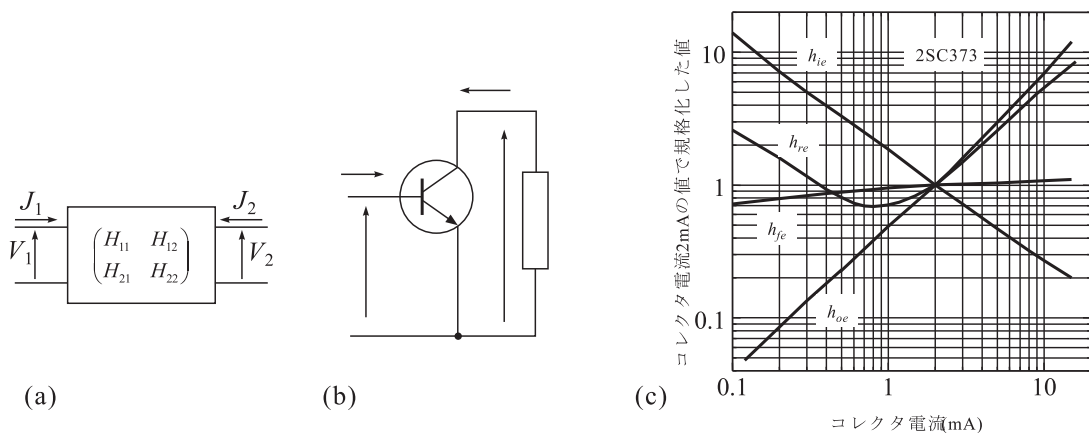 J1
J2
V1
H11 H12
H21 H22
V2
(a)
(b)
(c)
コレクタ電流2mAの値で規格化した値
10
1
0.1
hie
2SC373
hre
hfe
hoe
0.1
1
10
コレクタ電流(mA)